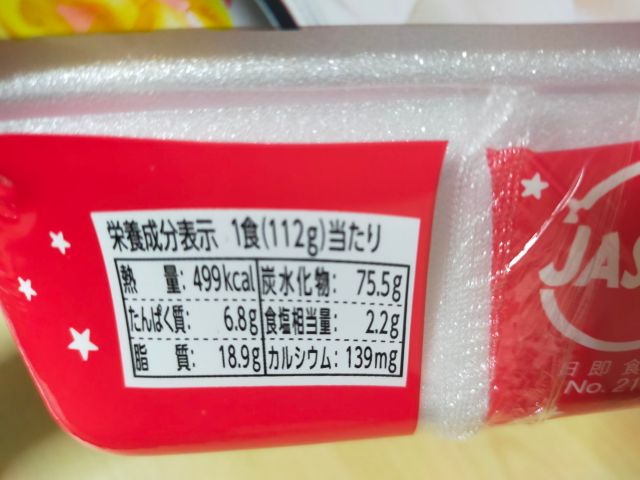 栄養成分表示 1食(112g)当たり
熱量: 499kcal 炭水化物: 75.5g
たんぱく質: 6.8g 食塩相当量: 2.2g
脂質: 18.9g カルシウム: 139mg
JAS
日即食
No. 21